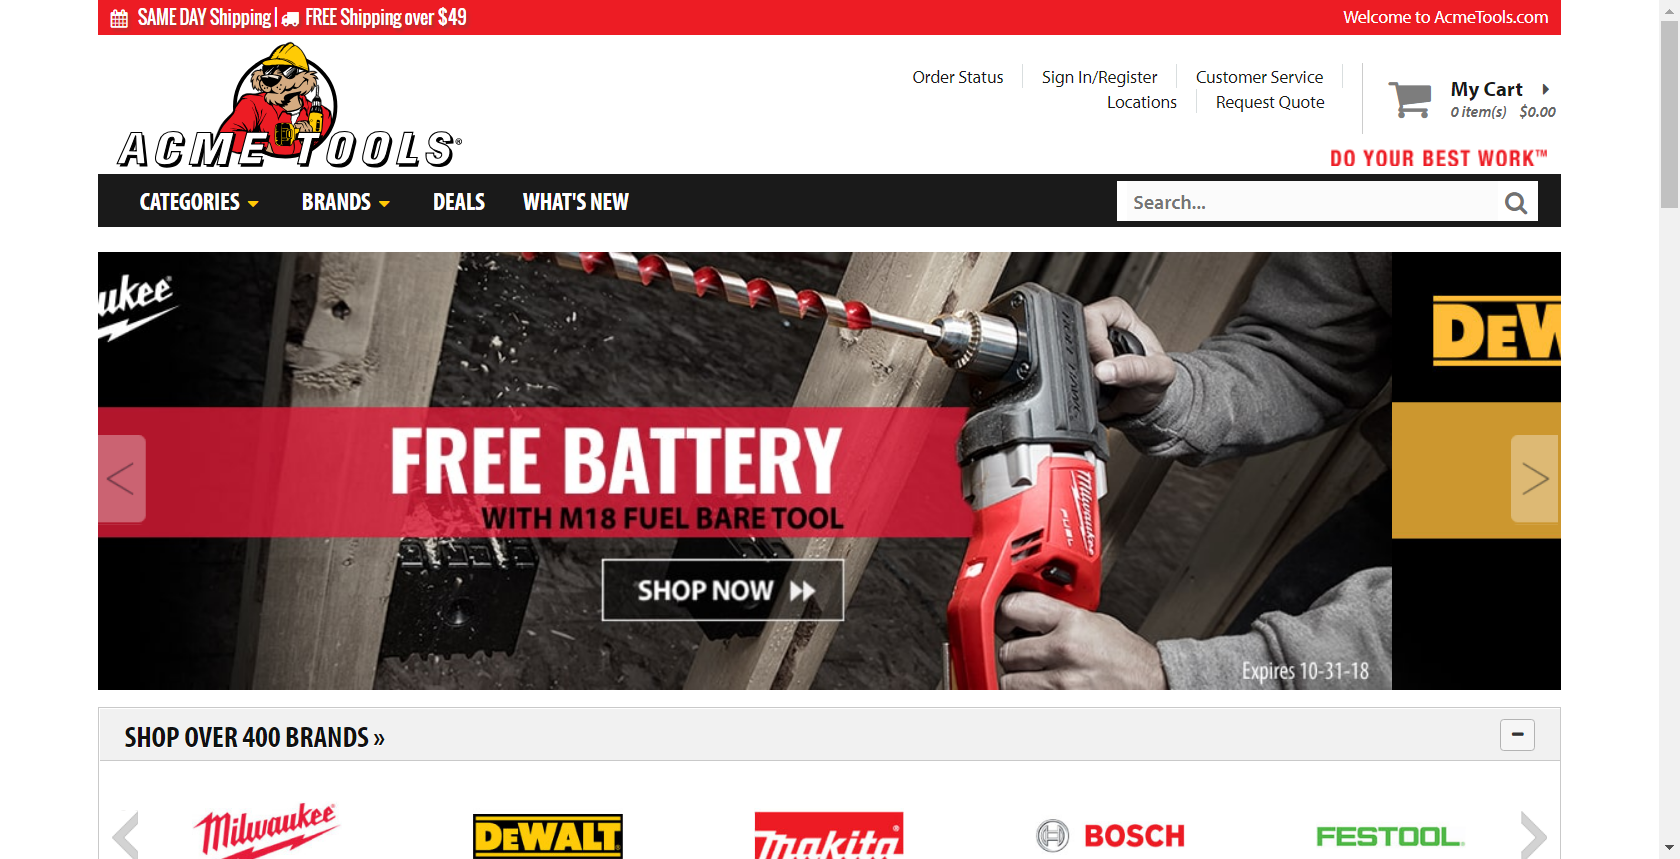 SAME DAY Shipping | FREE Shipping over $49
Welcome to AcmeTools.com
ACME TOOLS®
Order Status
Sign In/Register
Customer Service
Locations
Request Quote
My Cart
0 item(s) $0.00
DO YOUR BEST WORK™
CATEGORIES
BRANDS
DEALS
WHAT'S NEW
Search...
ukee®
DEW
Milwaukee
FUEL
FREE BATTERY
WITH M18 FUEL BARE TOOL
SHOP NOW
Expires 10-31-18
SHOP OVER 400 BRANDS »
Milwaukee®
DEWALT®
makita®
BOSCH
FESTOOL®